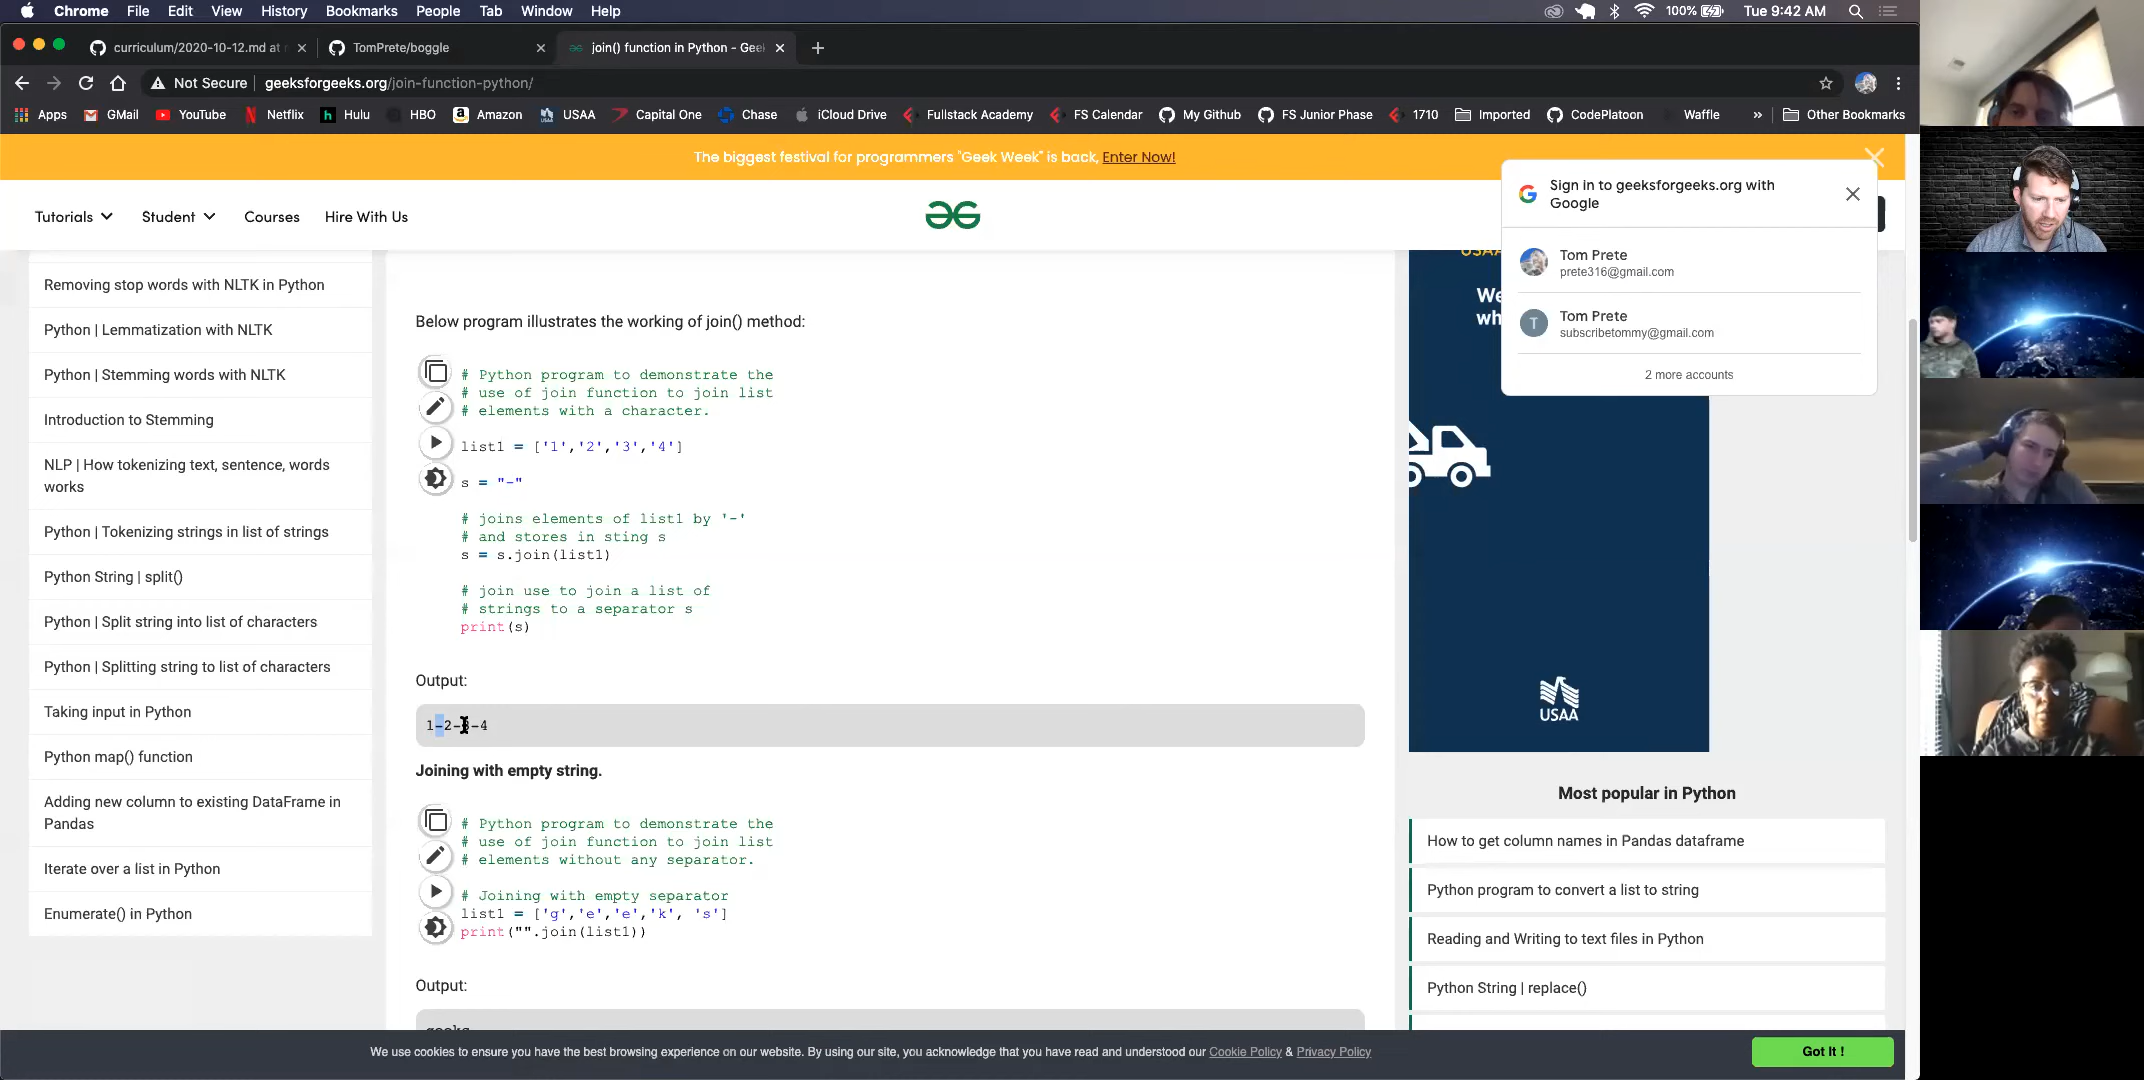 Chrome File Edit View History Bookmarks People Tab Window Help
100% Tue 9:42 AM
curriculum/2020-10-12.md at
TomPrete/boggle
join() function in Python - Geek
Not Secure geeksforgeeks.org/join-function-python/
Apps GMail YouTube Netflix Hulu HBO Amazon USAA Capital One Chase iCloud Drive Fullstack Academy FS Calendar My Github FS Junior Phase 1710 Imported CodePlatoon Waffle » Other Bookmarks
The biggest festival for programmers "Geek Week" is back, Enter Now!
Tutorials Student Courses Hire With Us
Sign in to geeksforgeeks.org with
Google
Tom Prete
prete316@gmail.com
T
Tom Prete
subscribetommy@gmail.com
2 more accounts
Removing stop words with NLTK in Python
Python | Lemmatization with NLTK
Python | Stemming words with NLTK
Introduction to Stemming
NLP | How tokenizing text, sentence, words
works
Python | Tokenizing strings in list of strings
Python String | split()
Python | Split string into list of characters
Python | Splitting string to list of characters
Taking input in Python
Python map() function
Adding new column to existing DataFrame in
Pandas
Iterate over a list in Python
Enumerate() in Python
Below program illustrates the working of join() method:
# Python program to demonstrate the
# use of join function to join list
# elements with a character.
list1 = ['1','2','3','4']
s = "-"
# joins elements of list1 by '-'
# and stores in sting s
s = s.join(list1)
# join use to join a list of
# strings to a separator s
print(s)
Output:
1-2-3-4
Joining with empty string.
# Python program to demonstrate the
# use of join function to join list
# elements without any separator.
# Joining with empty separator
list1 = ['g','e','e','k', 's']
print("".join(list1))
Output:
geeks
USAA
We
wh
USAA
Most popular in Python
How to get column names in Pandas dataframe
Python program to convert a list to string
Reading and Writing to text files in Python
Python String | replace()
We use cookies to ensure you have the best browsing experience on our website. By using our site, you acknowledge that you have read and understood our Cookie Policy & Privacy Policy
Got It !